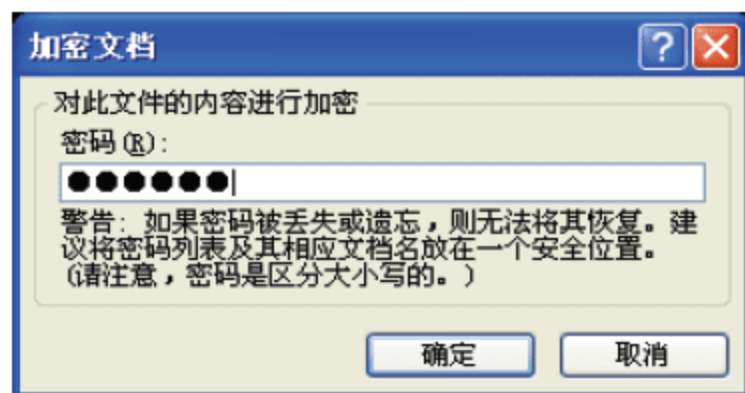 加密文档
对此文件的内容进行加密
密码(R):
●●●●●●
警告: 如果密码被丢失或遗忘，则无法将其恢复。建
议将密码列表及其相应文档名放在一个安全位置。
(请注意，密码是区分大小写的。)
确定 取消